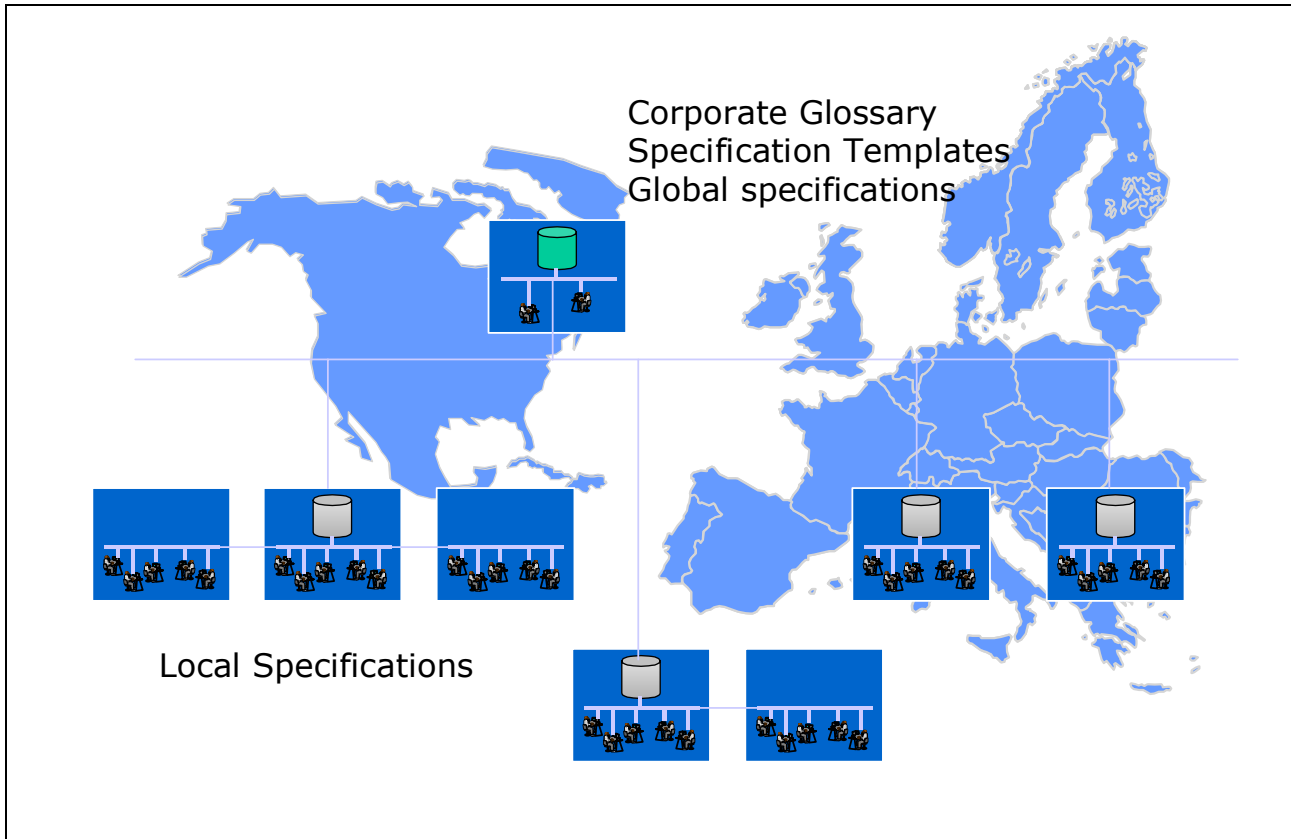 Corporate Glossary
Specification Templates
Global specifications
Local Specifications